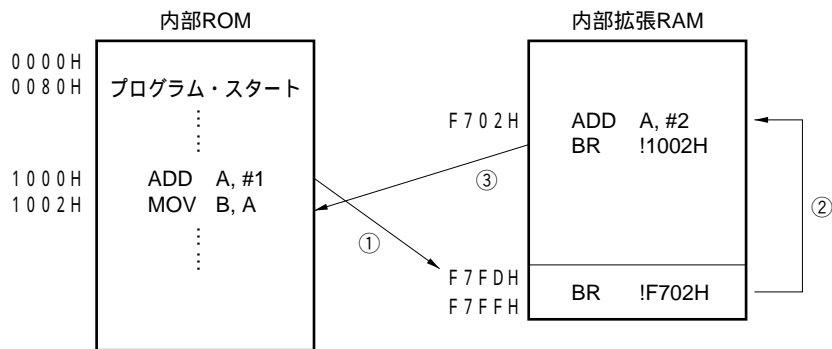 内部ROM
0000H
0080H
プログラム・スタート
1000H ADD A, #1
1002H MOV B, A
①
内部拡張RAM
F702H ADD A, #2
BR !1002H
③
②
F7FDH
F7FFH
BR !F702H